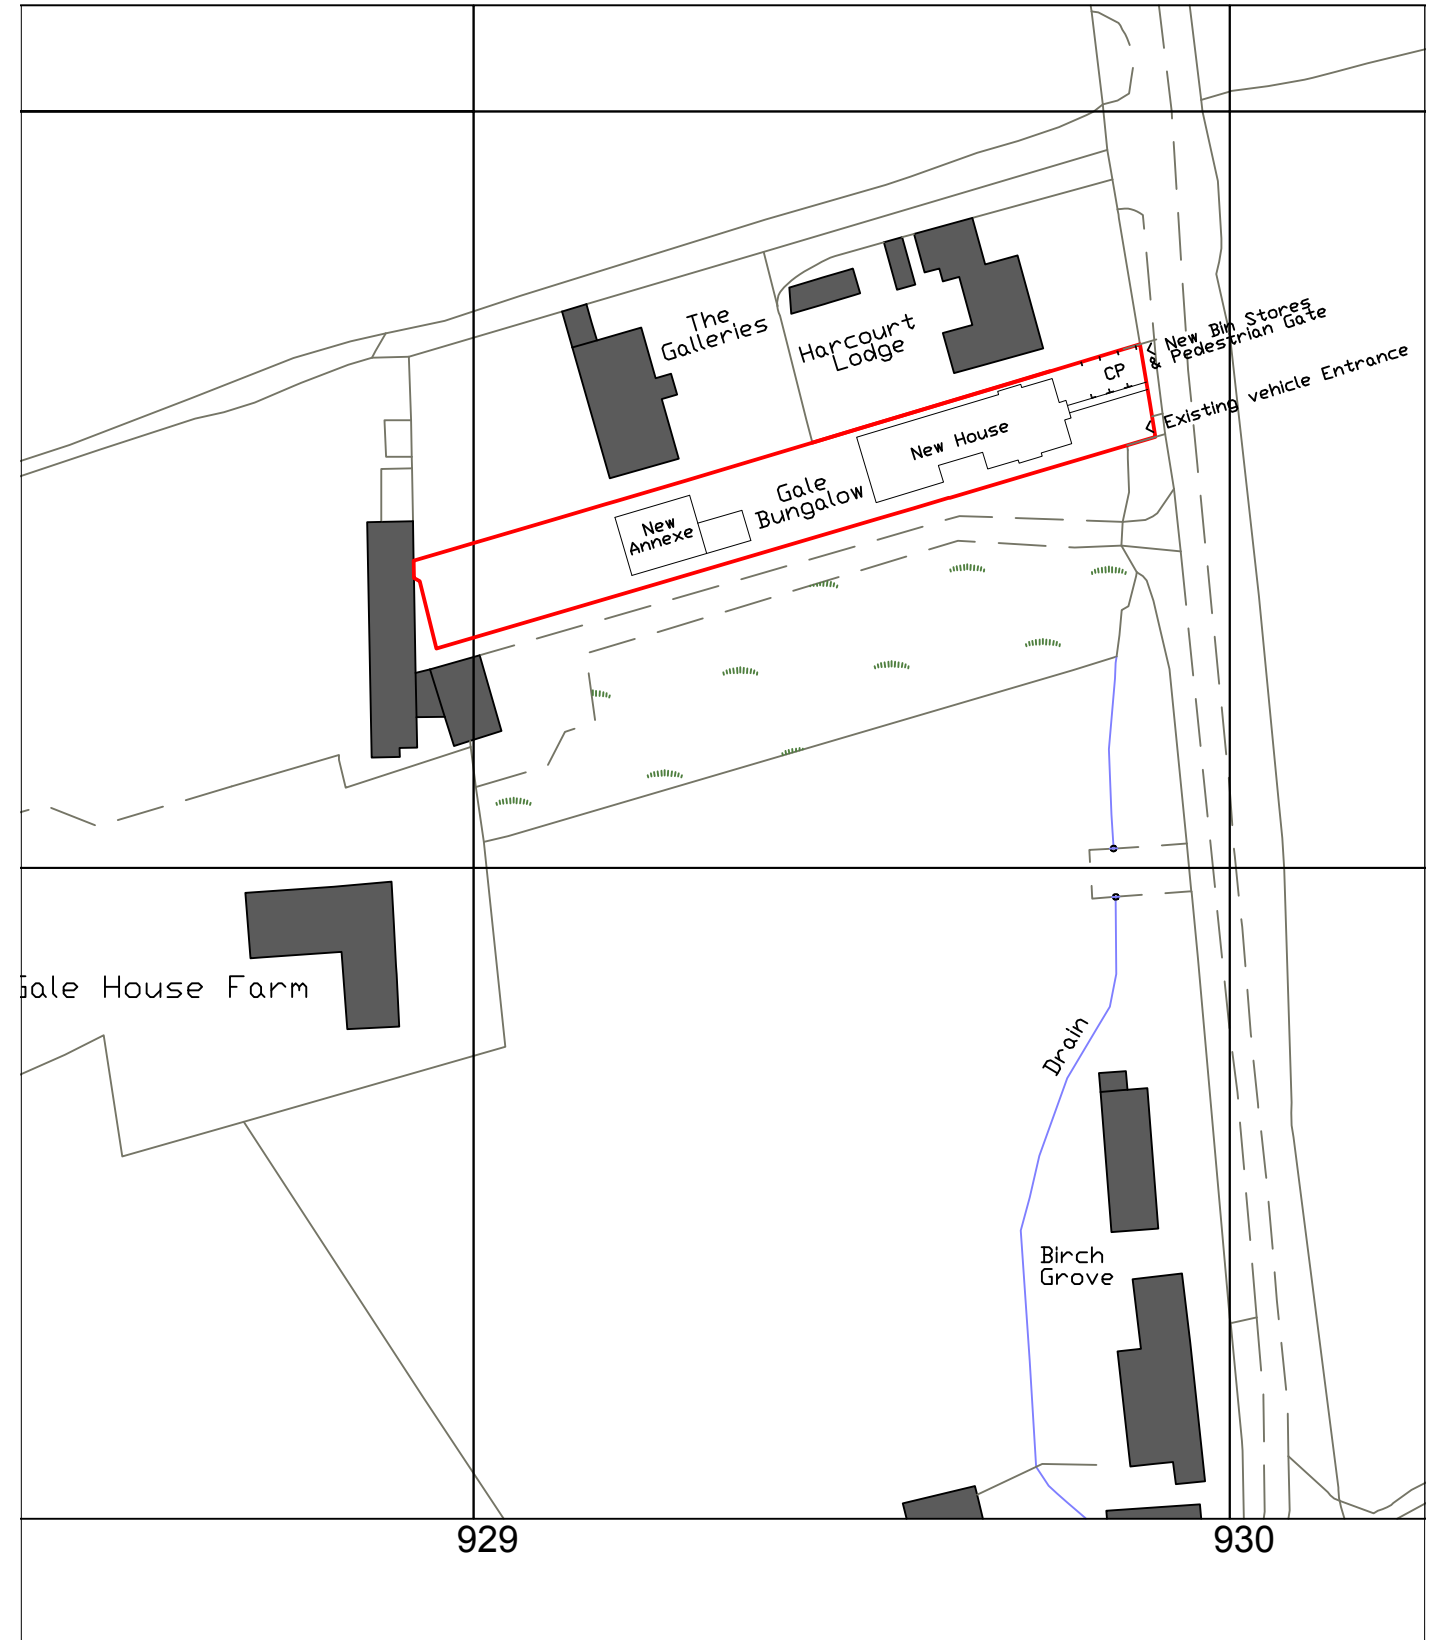 New Bin Stores
& Pedestrian Gate
The
Galleries
Harcourt
Lodge
CP
Existing vehicle Entrance
New House
Gale
Bungalow
New
Annexe
Gale House Farm
Drain
Birch
Grove
929
930